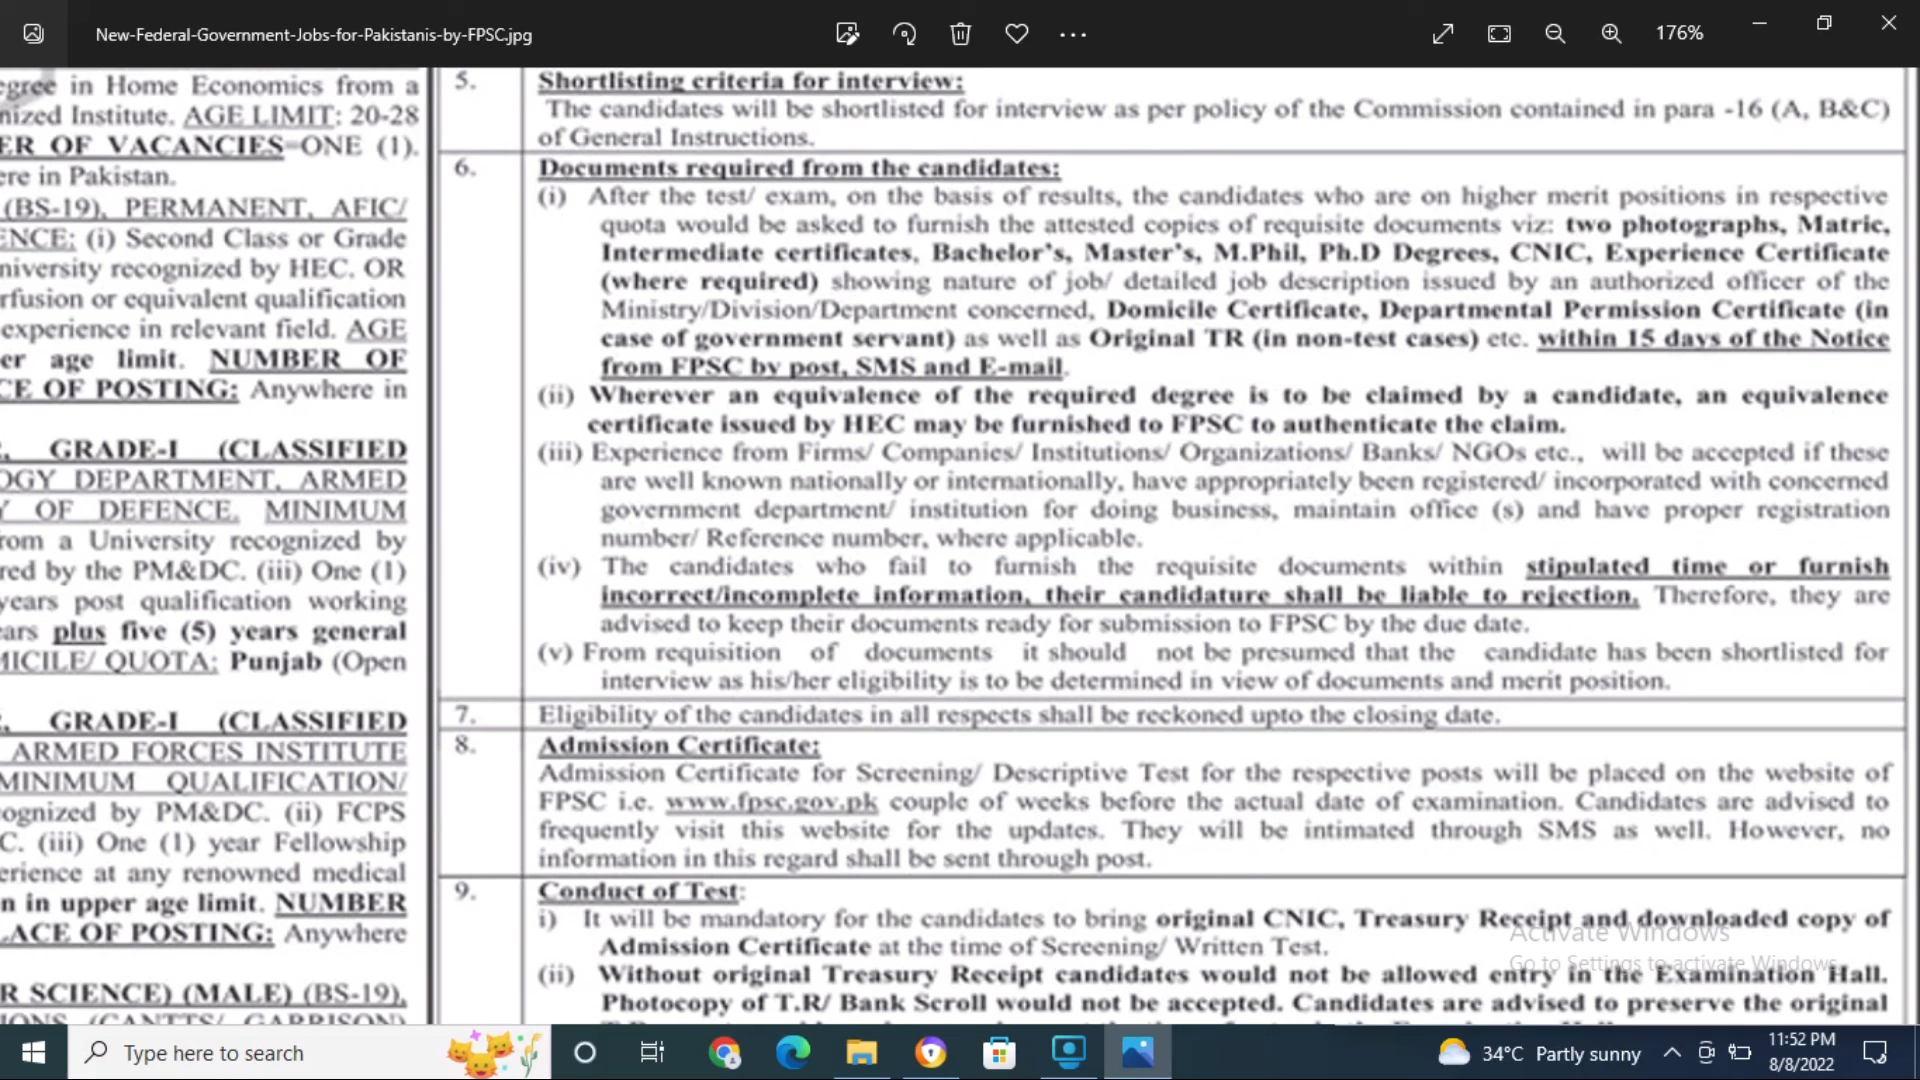 New-Federal-Government-Jobs-for-Pakistanis-by-FPSC.jpg
176%
egree in Home Economics from a
nized Institute. AGE LIMIT: 20-28
ER OF VACANCIES=ONE (1).
ere in Pakistan.
(BS-19), PERMANENT, AFIC/
ENCE: (i) Second Class or Grade
niversity recognized by HEC. OR
rfusion or equivalent qualification
experience in relevant field. AGE
er age limit. NUMBER OF
CE OF POSTING: Anywhere in
GRADE-I (CLASSIFIED
OGY DEPARTMENT, ARMED
Y OF DEFENCE. MINIMUM
rom a University recognized by
red by the PM&DC. (iii) One (1)
years post qualification working
ars plus five (5) years general
MICILE/ QUOTA: Punjab (Open
GRADE-I (CLASSIFIED
ARMED FORCES INSTITUTE
MINIMUM QUALIFICATION/
ognized by PM&DC. (ii) FCPS
C. (iii) One (1) year Fellowship
erience at any renowned medical
n in upper age limit. NUMBER
LACE OF POSTING: Anywhere
R SCIENCE) (MALE) (BS-19),
IONS, (CANTTS/ GARRISON)
5. Shortlisting criteria for interview:
The candidates will be shortlisted for interview as per policy of the Commission contained in para -16 (A, B&C)
of General Instructions.
6. Documents required from the candidates:
(i) After the test/ exam, on the basis of results, the candidates who are on higher merit positions in respective
quota would be asked to furnish the attested copies of requisite documents viz: two photographs, Matric,
Intermediate certificates, Bachelor's, Master's, M.Phil, Ph.D Degrees, CNIC, Experience Certificate
(where required) showing nature of job/ detailed job description issued by an authorized officer of the
Ministry/Division/Department concerned, Domicile Certificate, Departmental Permission Certificate (in
case of government servant) as well as Original TR (in non-test cases) etc. within 15 days of the Notice
from FPSC by post, SMS and E-mail.
(ii) Wherever an equivalence of the required degree is to be claimed by a candidate, an equivalence
certificate issued by HEC may be furnished to FPSC to authenticate the claim.
(iii) Experience from Firms/ Companies/ Institutions/ Organizations/ Banks/ NGOs etc., will be accepted if these
are well known nationally or internationally, have appropriately been registered/ incorporated with concerned
government department/ institution for doing business, maintain office (s) and have proper registration
number/ Reference number, where applicable.
(iv) The candidates who fail to furnish the requisite documents within stipulated time or furnish
incorrect/incomplete information, their candidature shall be liable to rejection. Therefore, they are
advised to keep their documents ready for submission to FPSC by the due date.
(v) From requisition of documents it should not be presumed that the candidate has been shortlisted for
interview as his/her eligibility is to be determined in view of documents and merit position.
7. Eligibility of the candidates in all respects shall be reckoned upto the closing date.
8. Admission Certificate:
Admission Certificate for Screening/ Descriptive Test for the respective posts will be placed on the website of
FPSC i.e. www.fpsc.gov.pk couple of weeks before the actual date of examination. Candidates are advised to
frequently visit this website for the updates. They will be intimated through SMS as well. However, no
information in this regard shall be sent through post.
9. Conduct of Test:
i) It will be mandatory for the candidates to bring original CNIC, Treasury Receipt and downloaded copy of
Admission Certificate at the time of Screening/ Written Test.
(ii) Without original Treasury Receipt candidates would not be allowed entry in the Examination Hall.
Photocopy of T.R/ Bank Scroll would not be accepted. Candidates are advised to preserve the original
Activate Windows
Go to Settings to activate Windows.
Type here to search
34°C Partly sunny
11:52 PM
8/8/2022